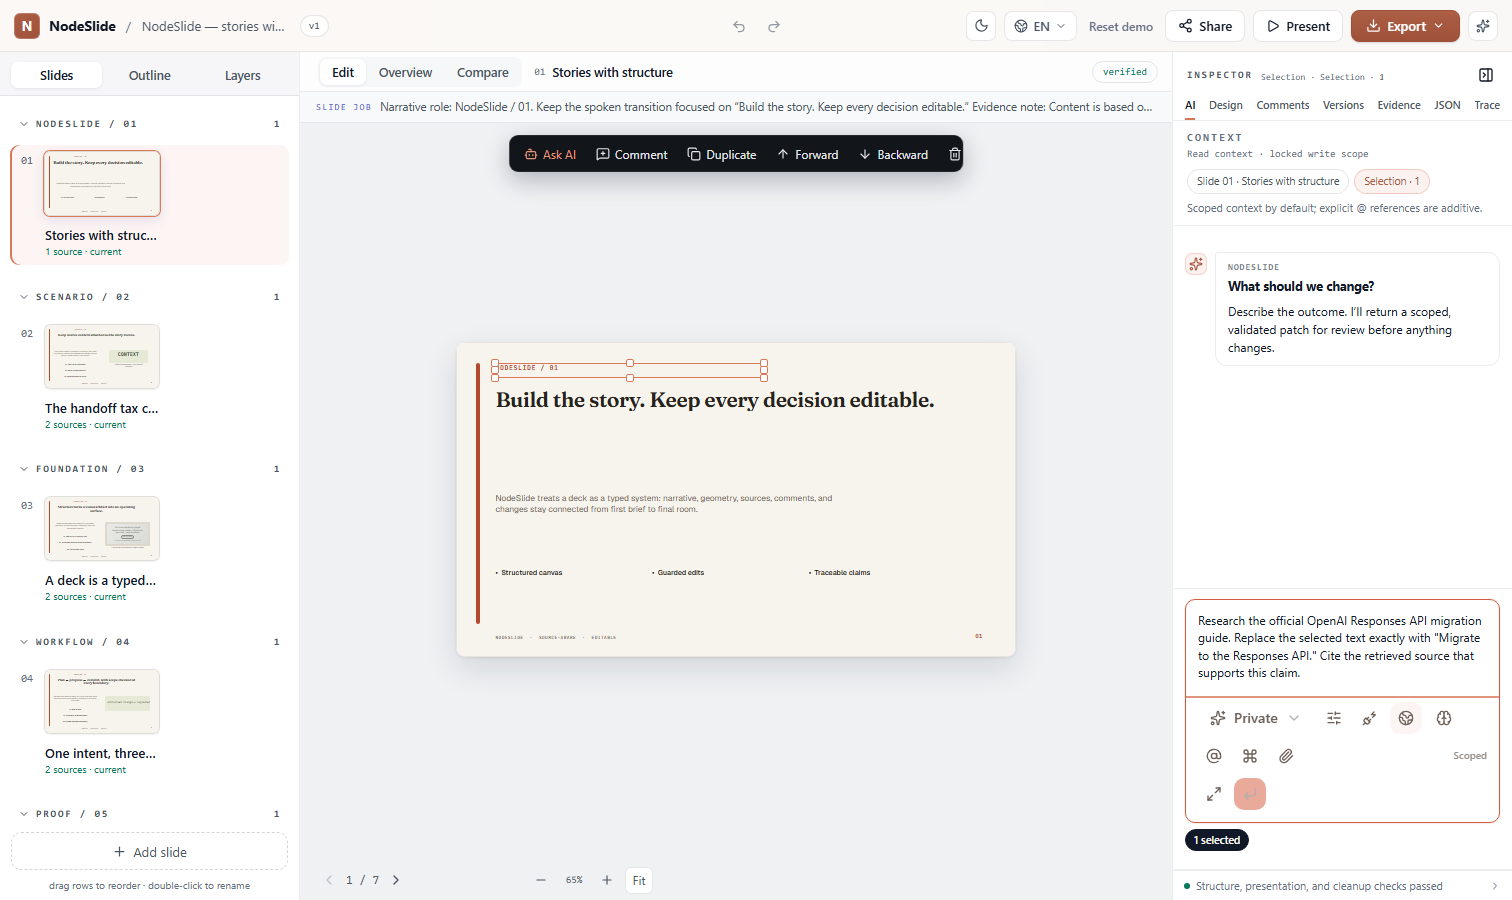 N NodeSlide / NodeSlide — stories wi... v1
EN Reset demo Share Present Export
Slides Outline Layers
Edit Overview Compare 01 Stories with structure verified
SLIDE JOB Narrative role: NodeSlide / 01. Keep the spoken transition focused on “Build the story. Keep every decision editable.” Evidence note: Content is based o...
NODESLIDE / 01 1
01
Build the story. Keep every decision editable.
Stories with struc...
1 source · current
SCENARIO / 02 1
02
CONTEXT
The handoff tax c...
2 sources · current
FOUNDATION / 03 1
03
A deck is a typed...
2 sources · current
WORKFLOW / 04 1
04
One intent, three...
2 sources · current
PROOF / 05 1
Add slide
drag rows to reorder · double-click to rename
Ask AI Comment Duplicate Forward Backward
ODESLIDE / 01
Build the story. Keep every decision editable.
NodeSlide treats a deck as a typed system: narrative, geometry, sources, comments, and
changes stay connected from first brief to final room.
• Structured canvas • Guarded edits • Traceable claims
NODESLIDE · SOURCE-AWARE · EDITABLE 01
1 / 7 65% Fit
INSPECTOR Selection · Selection · 1
AI Design Comments Versions Evidence JSON Trace
CONTEXT
Read context · locked write scope
Slide 01 · Stories with structure Selection · 1
Scoped context by default; explicit @ references are additive.
NODESLIDE
What should we change?
Describe the outcome. I’ll return a scoped,
validated patch for review before anything
changes.
Research the official OpenAI Responses API migration
guide. Replace the selected text exactly with "Migrate
to the Responses API." Cite the retrieved source that
supports this claim.
Private
Scoped
1 selected
Structure, presentation, and cleanup checks passed